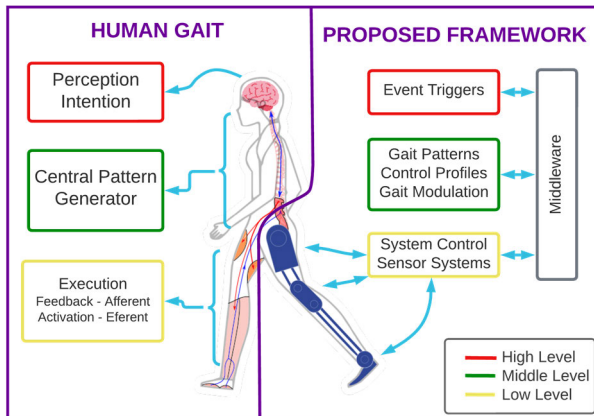 HUMAN GAIT
Perception
Intention
Central Pattern
Generator
Execution
Feedback - Afferent
Activation - Eferent
PROPOSED FRAMEWORK
Event Triggers
Gait Patterns
Control Profiles
Gait Modulation
System Control
Sensor Systems
Middleware
High Level
Middle Level
Low Level